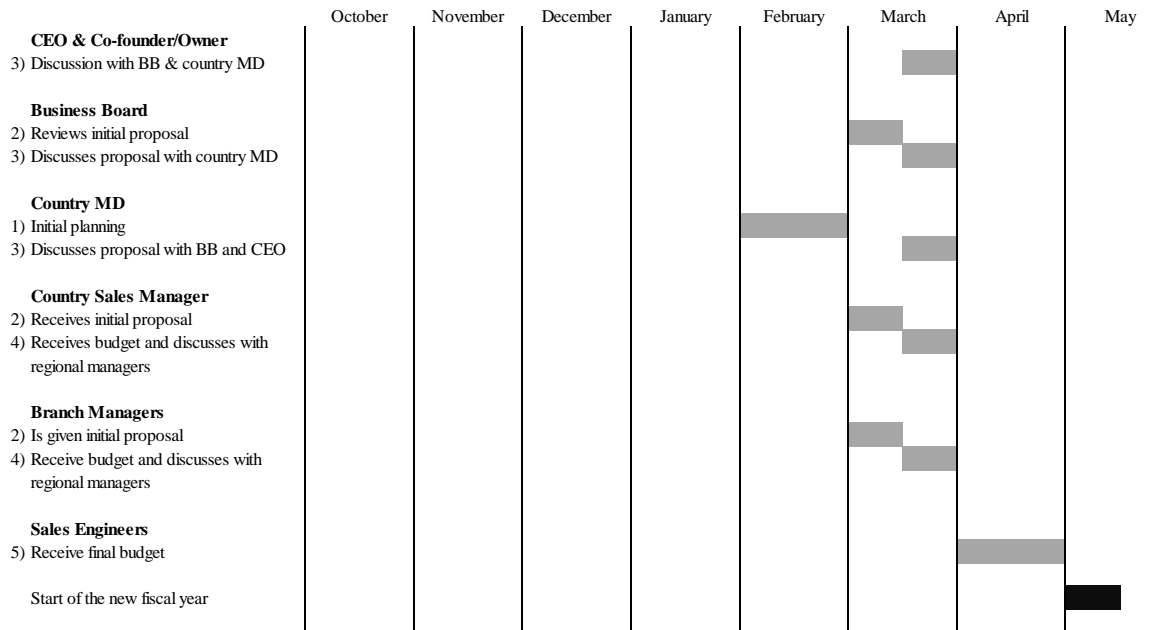 October November December January February March April May
CEO & Co-founder/Owner
3) Discussion with BB & country MD
Business Board
2) Reviews initial proposal
3) Discusses proposal with country MD
Country MD
1) Initial planning
3) Discusses proposal with BB and CEO
Country Sales Manager
2) Receives initial proposal
4) Receives budget and discusses with
regional managers
Branch Managers
2) Is given initial proposal
4) Receive budget and discusses with
regional managers
Sales Engineers
5) Receive final budget
Start of the new fiscal year